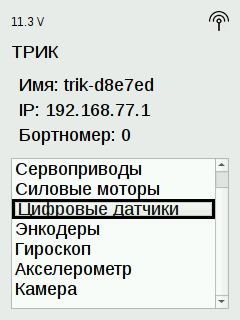 11.3 V
ТРИК
Имя: trik-d8e7ed
IP: 192.168.77.1
Бортномер: 0
Сервоприводы
Силовые моторы
Цифровые датчики
Энкодеры
Гироскоп
Акселерометр
Камера